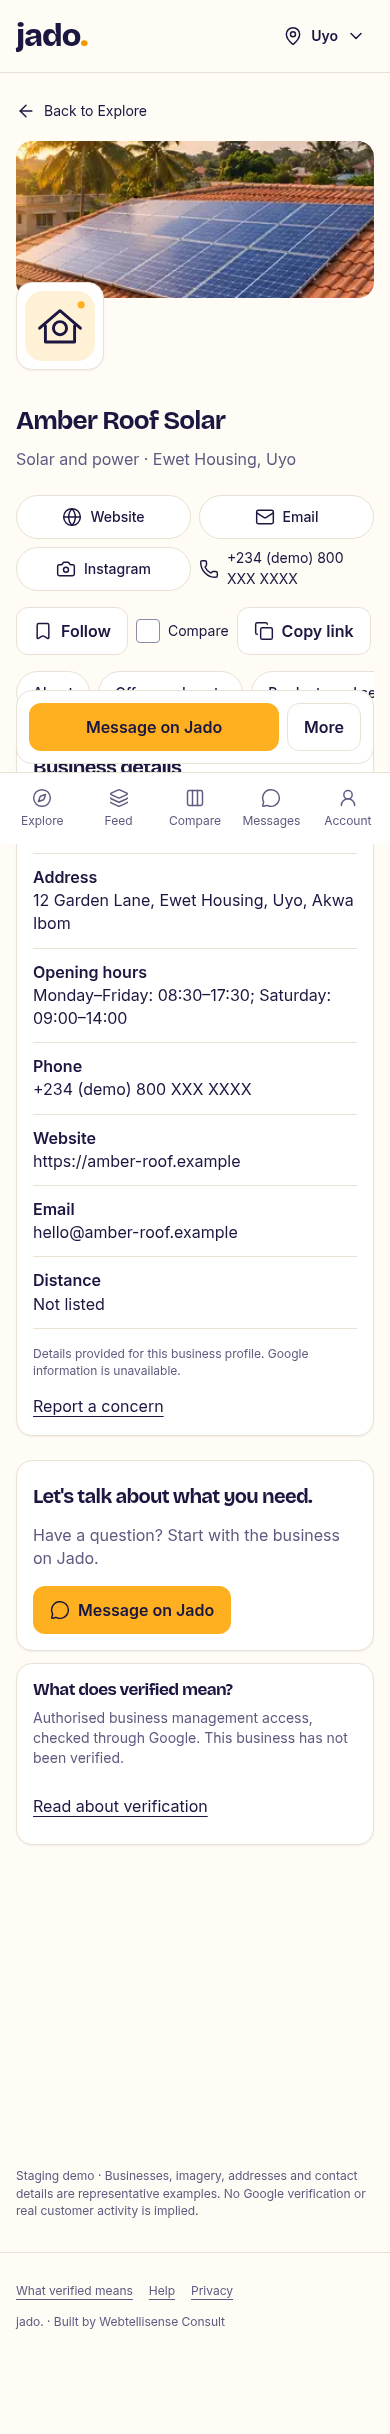 jado.
Uyo
Back to Explore
Amber Roof Solar
Solar and power · Ewet Housing, Uyo
Website
Email
Instagram
+234 (demo) 800
XXX XXXX
Follow
Compare
Copy link
Message on Jado
More
Business details
Explore
Feed
Compare
Messages
Account
Address
12 Garden Lane, Ewet Housing, Uyo, Akwa
Ibom
Opening hours
Monday–Friday: 08:30–17:30; Saturday:
09:00–14:00
Phone
+234 (demo) 800 XXX XXXX
Website
https://amber-roof.example
Email
hello@amber-roof.example
Distance
Not listed
Details provided for this business profile. Google
information is unavailable.
Report a concern
Let's talk about what you need.
Have a question? Start with the business
on Jado.
Message on Jado
What does verified mean?
Authorised business management access,
checked through Google. This business has not
been verified.
Read about verification
Staging demo · Businesses, imagery, addresses and contact
details are representative examples. No Google verification or
real customer activity is implied.
What verified means
Help
Privacy
jado. · Built by Webtellisense Consult